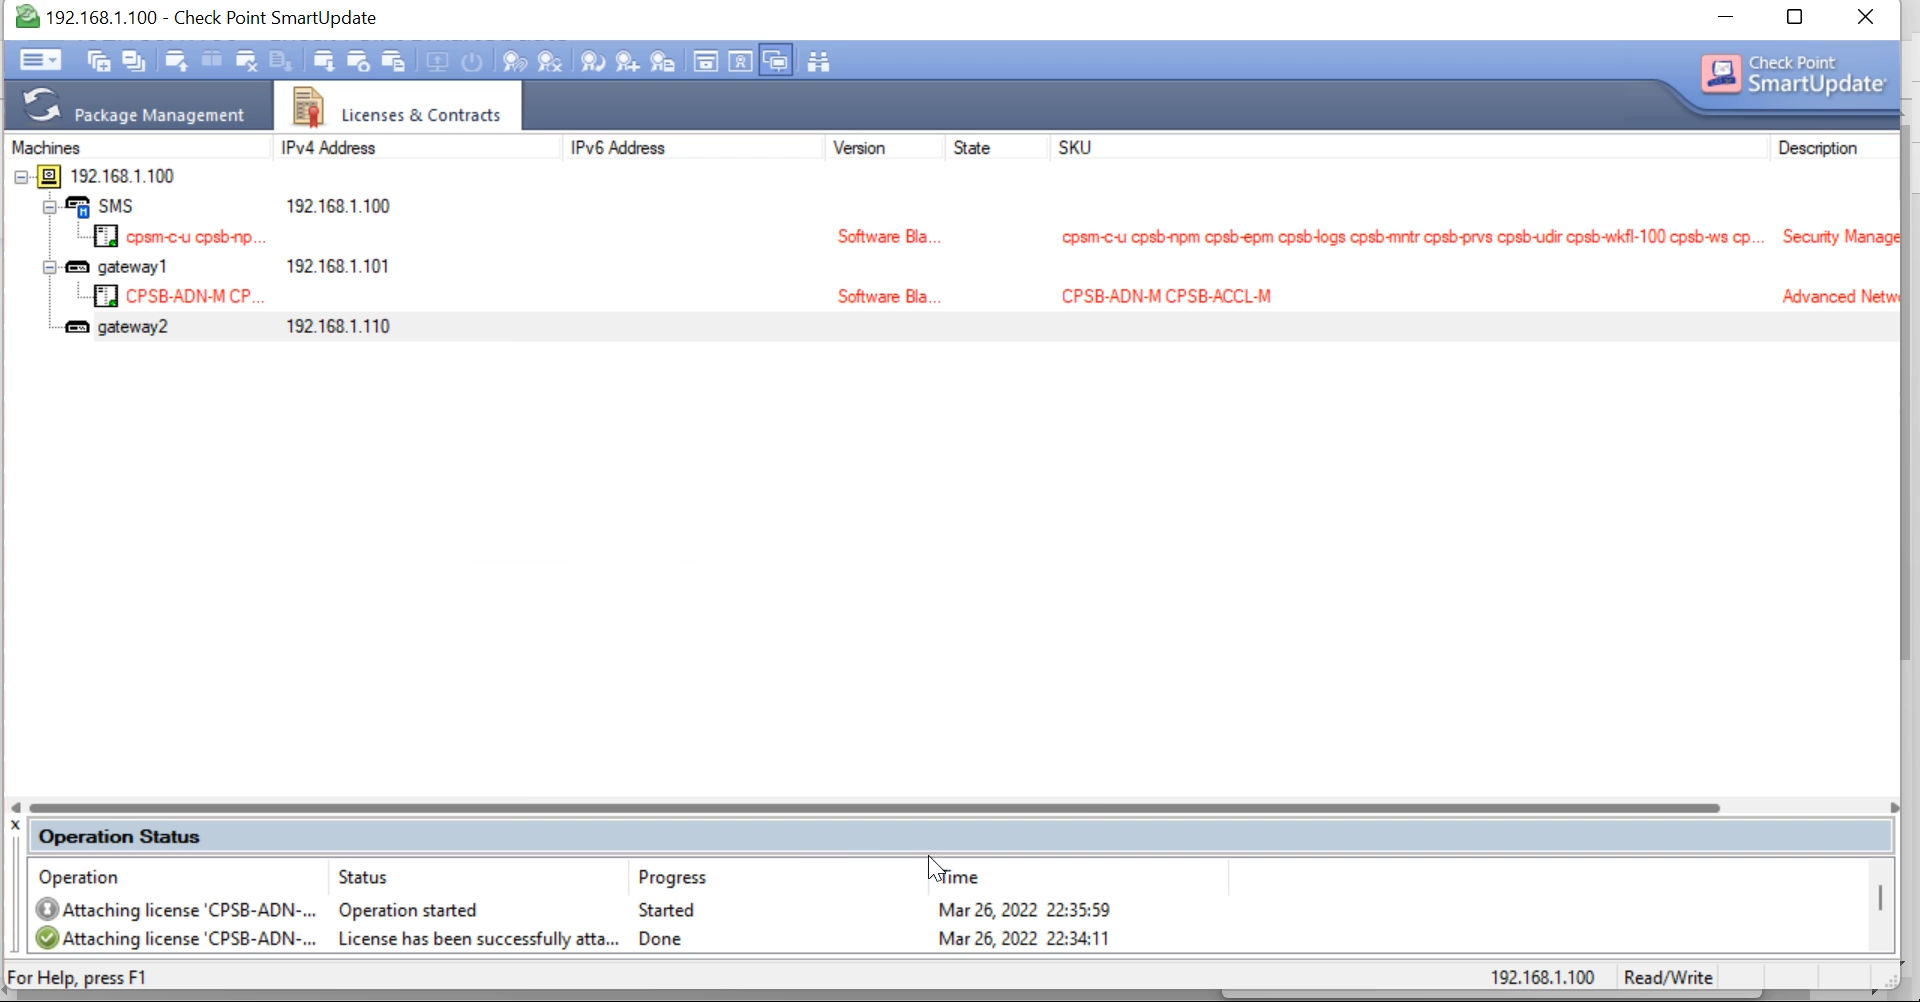 192.168.1.100 - Check Point SmartUpdate
Check Point
SmartUpdate
Package Management Licenses & Contracts
Machines IPv4 Address IPv6 Address Version State SKU Description
192.168.1.100
SMS 192.168.1.100
cpsm-c-u cpsb-np... Software Bla... cpsm-c-u cpsb-npm cpsb-epm cpsb-logs cpsb-mntr cpsb-prvs cpsb-udir cpsb-wkfl-100 cpsb-ws cp... Security Manage
gateway1 192.168.1.101
CPSB-ADN-M CP... Software Bla... CPSB-ADN-M CPSB-ACCL-M Advanced Netw
gateway2 192.168.1.110
x
Operation Status
Operation Status Progress Time
Attaching license 'CPSB-ADN-... Operation started Started Mar 26, 2022 22:35:59
Attaching license 'CPSB-ADN-... License has been successfully atta... Done Mar 26, 2022 22:34:11
For Help, press F1 192.168.1.100 Read/Write